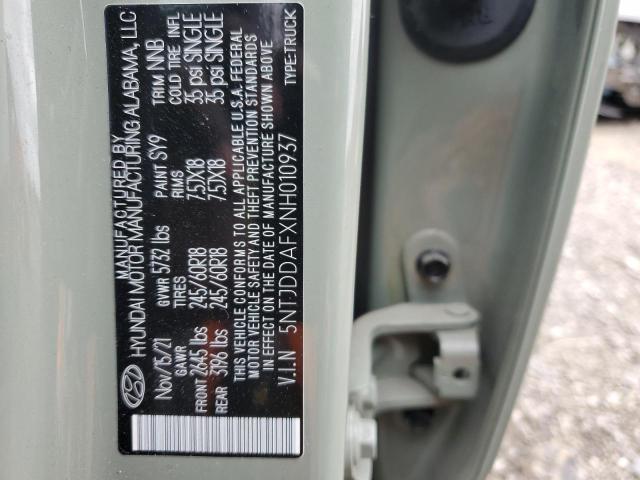 MANUFACTURED BY
HYUNDAI MOTOR MANUFACTURING ALABAMA, LLC
Nov/15/21 GVWR 5732 lbs PAINT SY9 TRIM NNB
GAWR TIRES RIMS COLD TIRE INFL
FRONT 2645 lbs 245/60R18 7.5JX18 35 psi SINGLE
REAR 3196 lbs 245/60R18 7.5JX18 35 psi SINGLE
THIS VEHICLE CONFORMS TO ALL APPLICABLE U.S.A. FEDERAL
MOTOR VEHICLE SAFETY AND THEFT PREVENTION STANDARDS
IN EFFECT ON THE DATE OF MANUFACTURE SHOWN ABOVE
V.I.N 5NTJDDAFXNH010937 TYPE:TRUCK